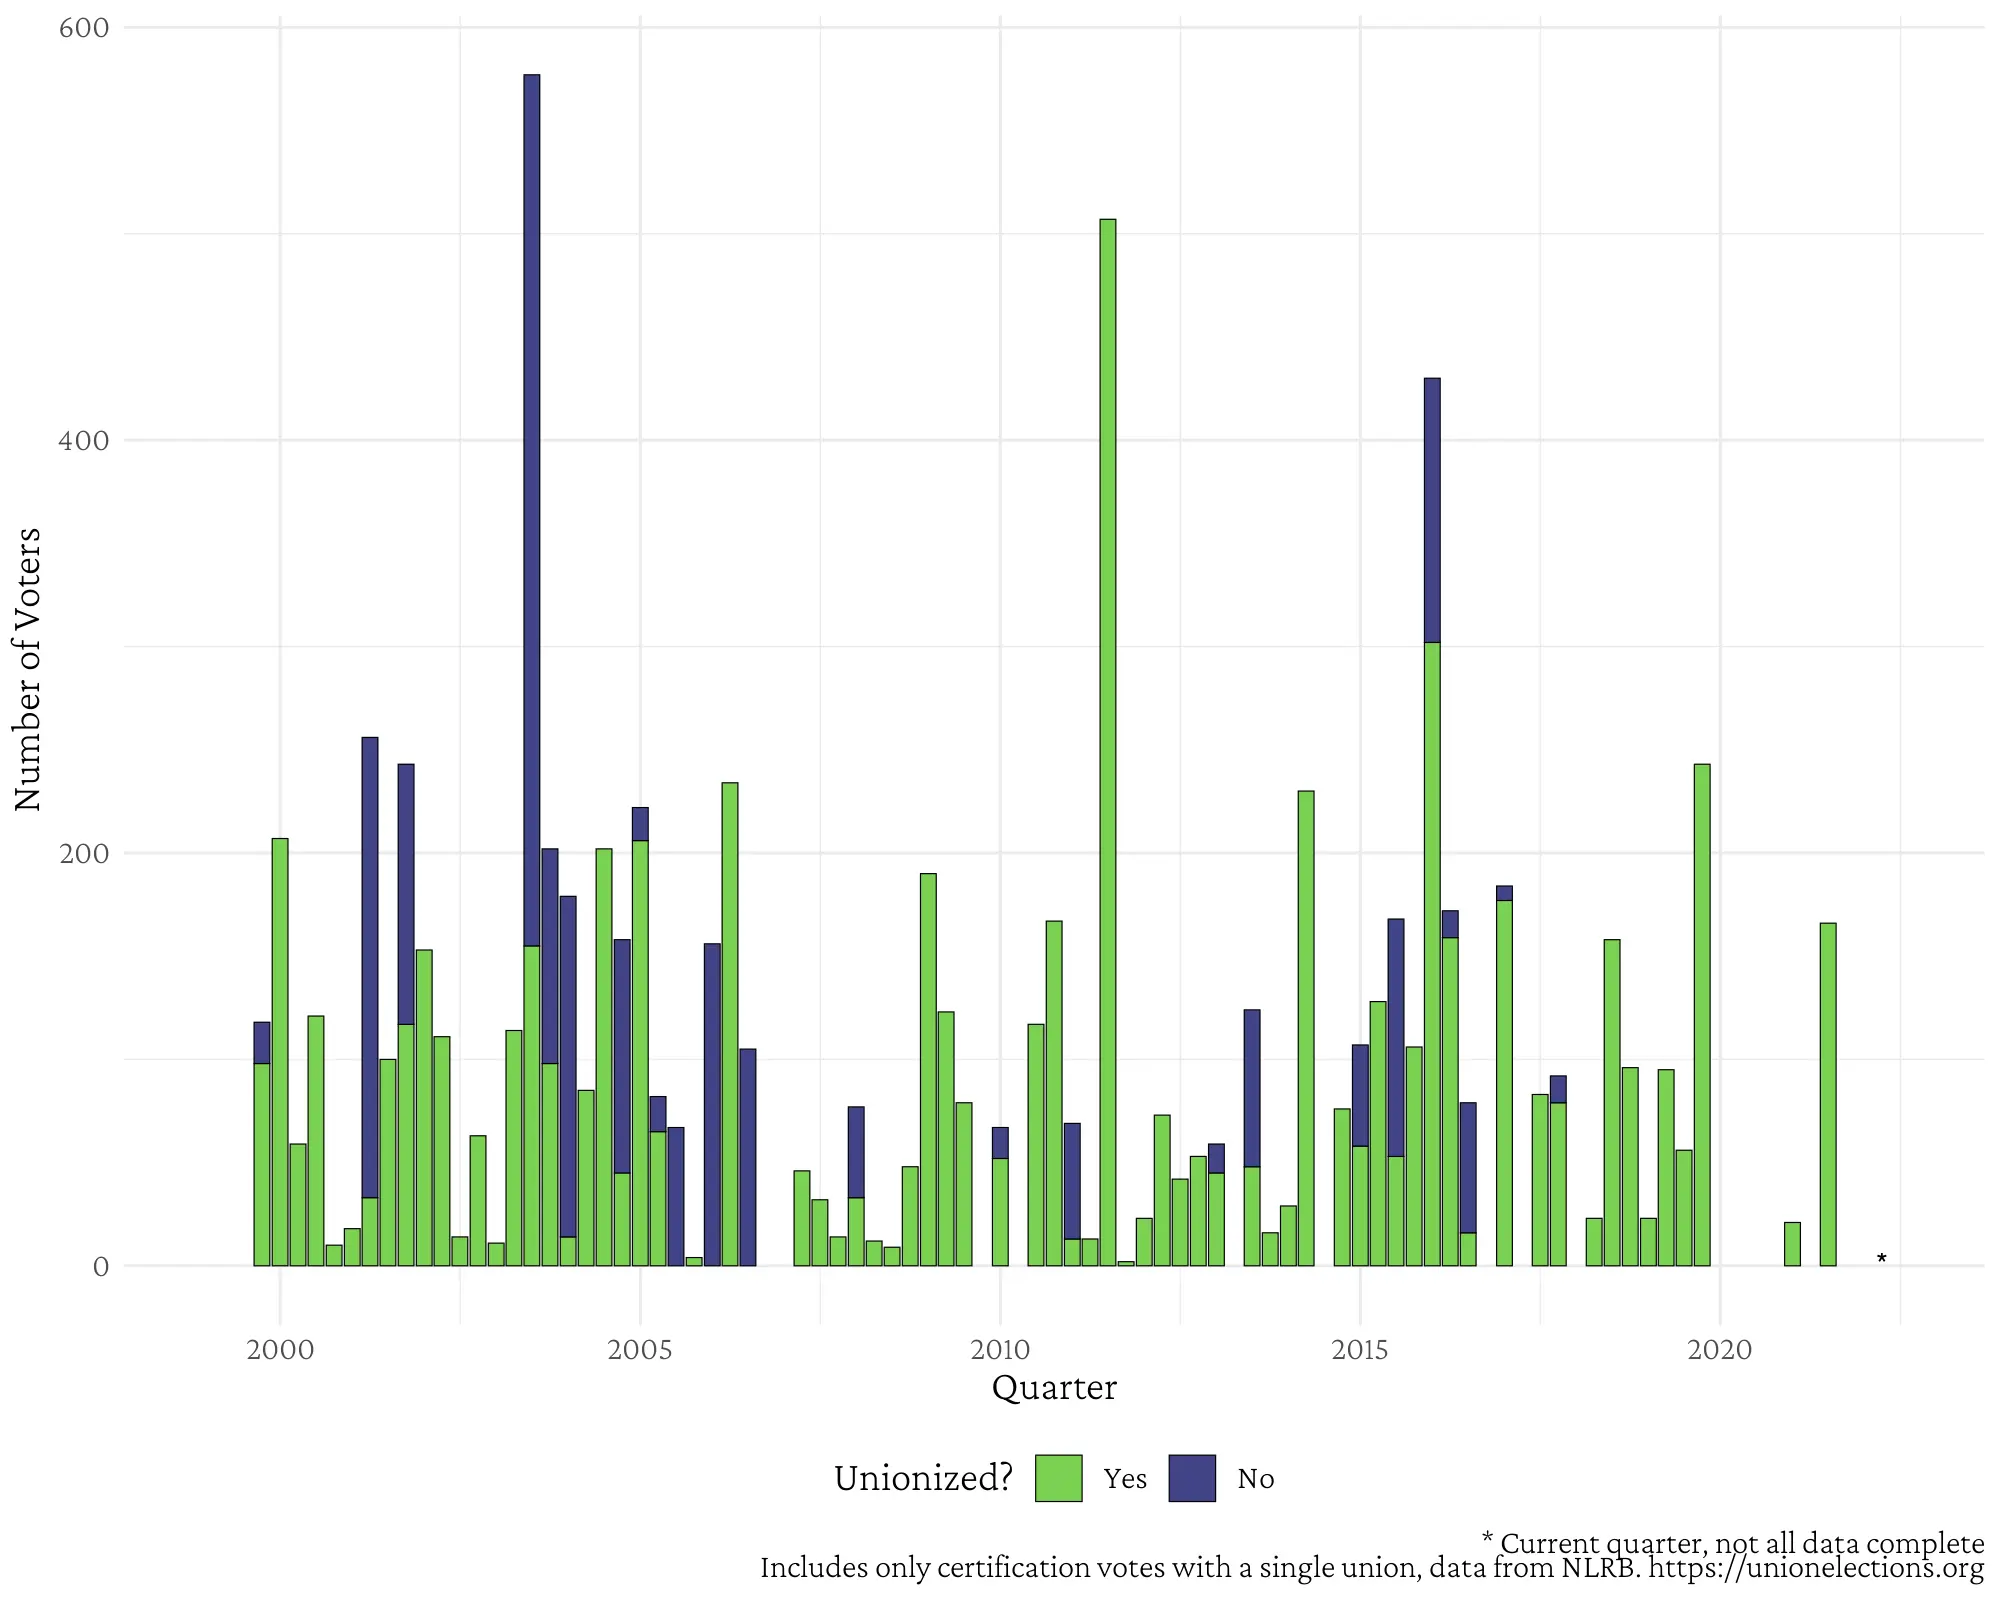 600
400
200
0
Number of Voters
*
2000 2005 2010 2015 2020
Quarter
Unionized? Yes No
* Current quarter, not all data complete
Includes only certification votes with a single union, data from NLRB. https://unionelections.org